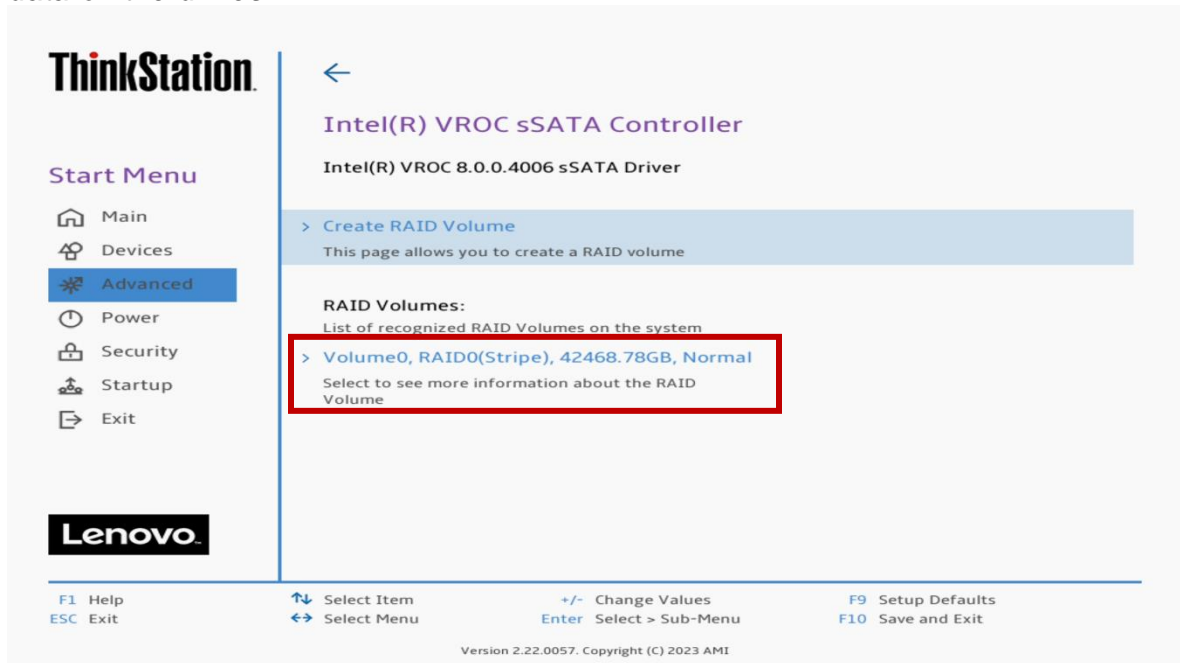 ThinkStation.
Start Menu
Main
Devices
Advanced
Power
Security
Startup
Exit
Lenovo.
Intel(R) VROC sSATA Controller
Intel(R) VROC 8.0.0.4006 sSATA Driver
> Create RAID Volume
This page allows you to create a RAID volume
RAID Volumes:
List of recognized RAID Volumes on the system
> Volume0, RAID0(Stripe), 42468.78GB, Normal
Select to see more information about the RAID
Volume
F1 Help
ESC Exit
↑↓ Select Item
↔ Select Menu
+/- Change Values
Enter Select > Sub-Menu
F9 Setup Defaults
F10 Save and Exit
Version 2.22.0057. Copyright (C) 2023 AMI